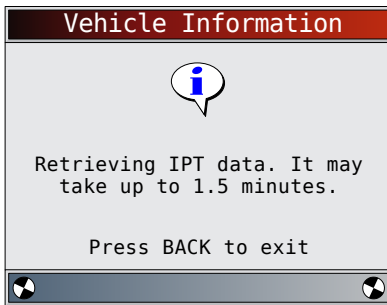 Vehicle Information
Retrieving IPT data. It may
take up to 1.5 minutes.
Press BACK to exit